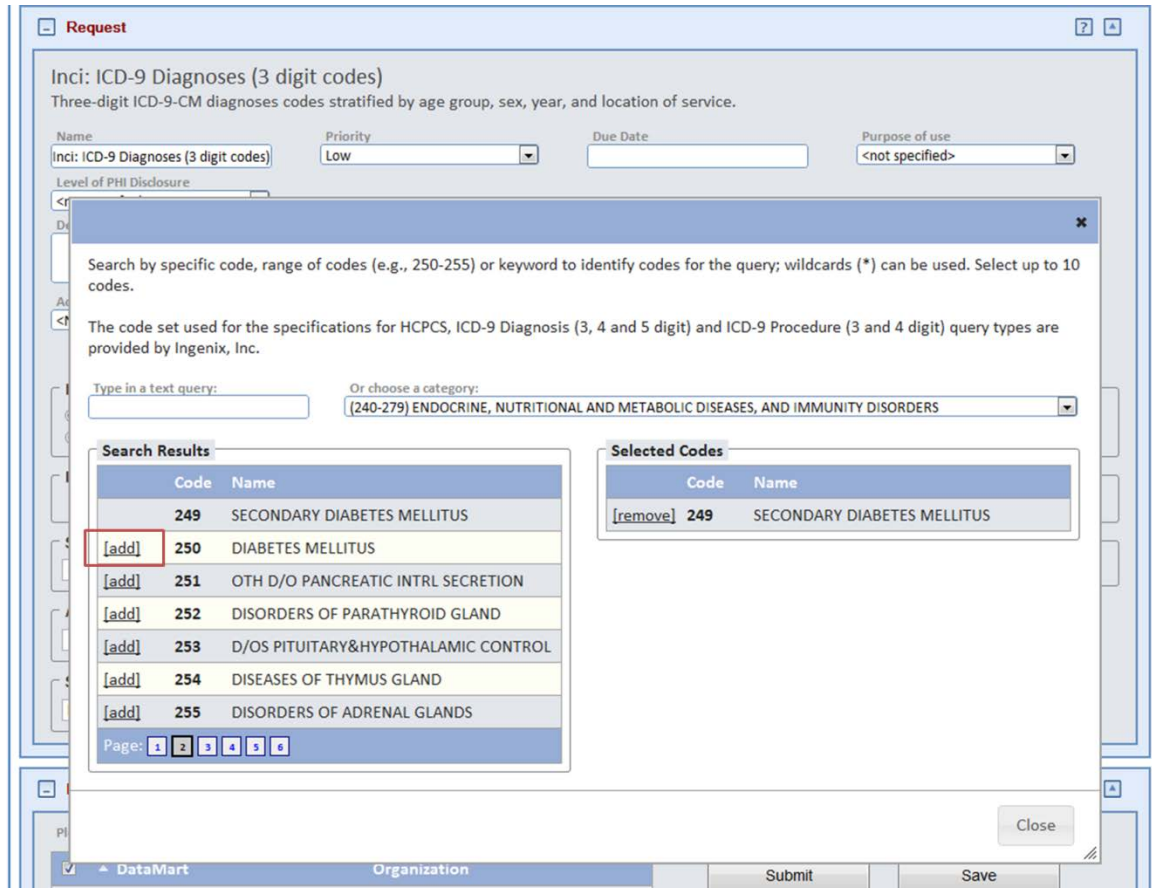 Request
Inci: ICD-9 Diagnoses (3 digit codes)
Three-digit ICD-9-CM diagnoses codes stratified by age group, sex, year, and location of service.
Name Priority Due Date Purpose of use
Inci: ICD-9 Diagnoses (3 digit codes) Low <not specified>
Level of PHI Disclosure
Search by specific code, range of codes (e.g., 250-255) or keyword to identify codes for the query; wildcards (*) can be used. Select up to 10
codes.
The code set used for the specifications for HCPCS, ICD-9 Diagnosis (3, 4 and 5 digit) and ICD-9 Procedure (3 and 4 digit) query types are
provided by Ingenix, Inc.
Type in a text query: Or choose a category:
(240-279) ENDOCRINE, NUTRITIONAL AND METABOLIC DISEASES, AND IMMUNITY DISORDERS
Search Results Selected Codes
Code Name Code Name
249 SECONDARY DIABETES MELLITUS [remove] 249 SECONDARY DIABETES MELLITUS
[add] 250 DIABETES MELLITUS
[add] 251 OTH D/O PANCREATIC INTRL SECRETION
[add] 252 DISORDERS OF PARATHYROID GLAND
[add] 253 D/OS PITUITARY&HYPOTHALAMIC CONTROL
[add] 254 DISEASES OF THYMUS GLAND
[add] 255 DISORDERS OF ADRENAL GLANDS
Page: 1 2 3 4 5 6
Close
DataMart Organization Submit Save